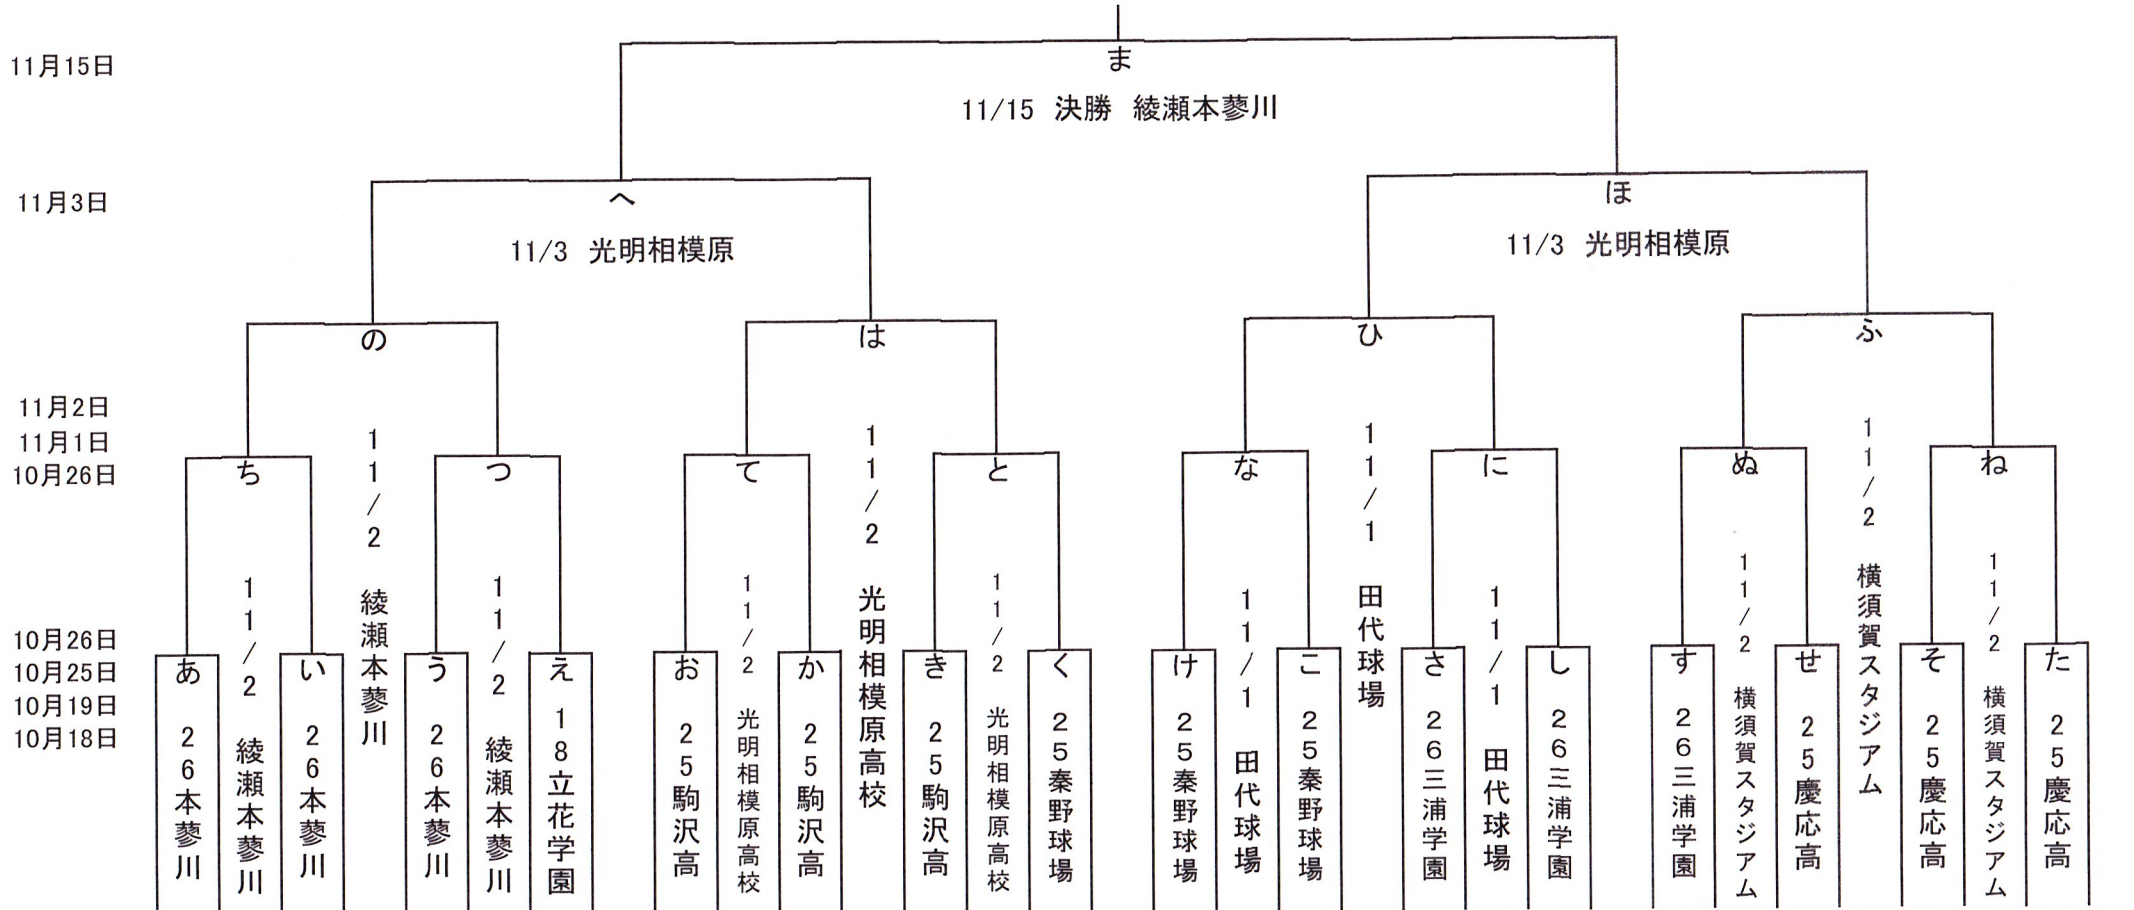 ま
11月15日
11/15 決勝 綾瀬本蓼川
11月3日
へ
ほ
11/3 光明相模原
11/3 光明相模原
の
は
ひ
ふ
11月2日
11月1日
10月26日
ち
つ
て
と
な
に
ぬ
ね
11/2 綾瀬本蓼川
11/2 光明相模原高校
11/1 田代球場
11/2 横須賀スタジアム
11/2 綾瀬本蓼川
11/2 綾瀬本蓼川
11/2 光明相模原高校
11/2 光明相模原高校
11/1 田代球場
11/1 田代球場
11/2 横須賀スタジアム
11/2 横須賀スタジアム
10月26日
10月25日
10月19日
10月18日
あ 26本蓼川
い 26本蓼川
う 26本蓼川
え 18立花学園
お 25駒沢高
か 25駒沢高
き 25駒沢高
く 25秦野球場
け 25秦野球場
こ 25秦野球場
さ 26三浦学園
し 26三浦学園
す 26三浦学園
せ 25慶応高
そ 25慶応高
た 25慶応高